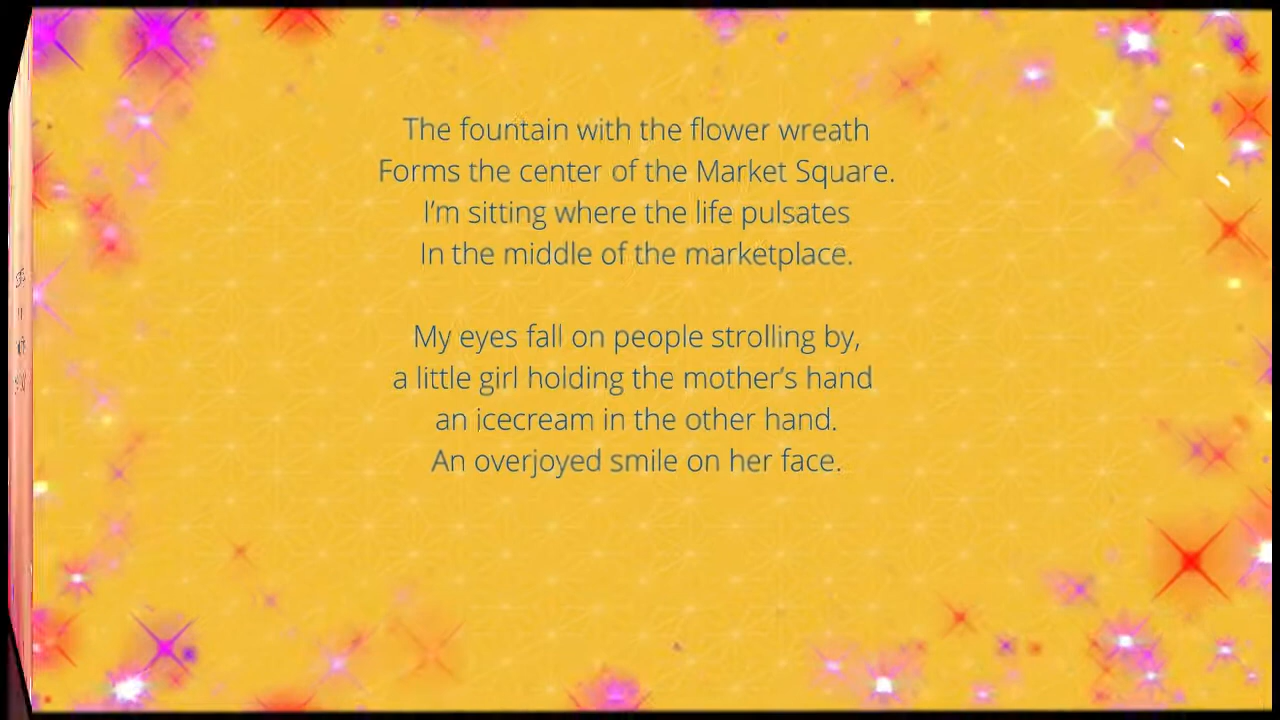 The fountain with the flower wreath
Forms the center of the Market Square.
I'm sitting where the life pulsates
In the middle of the marketplace.
My eyes fall on people strolling by,
a little girl holding the mother's hand
an icecream in the other hand.
An overjoyed smile on her face.